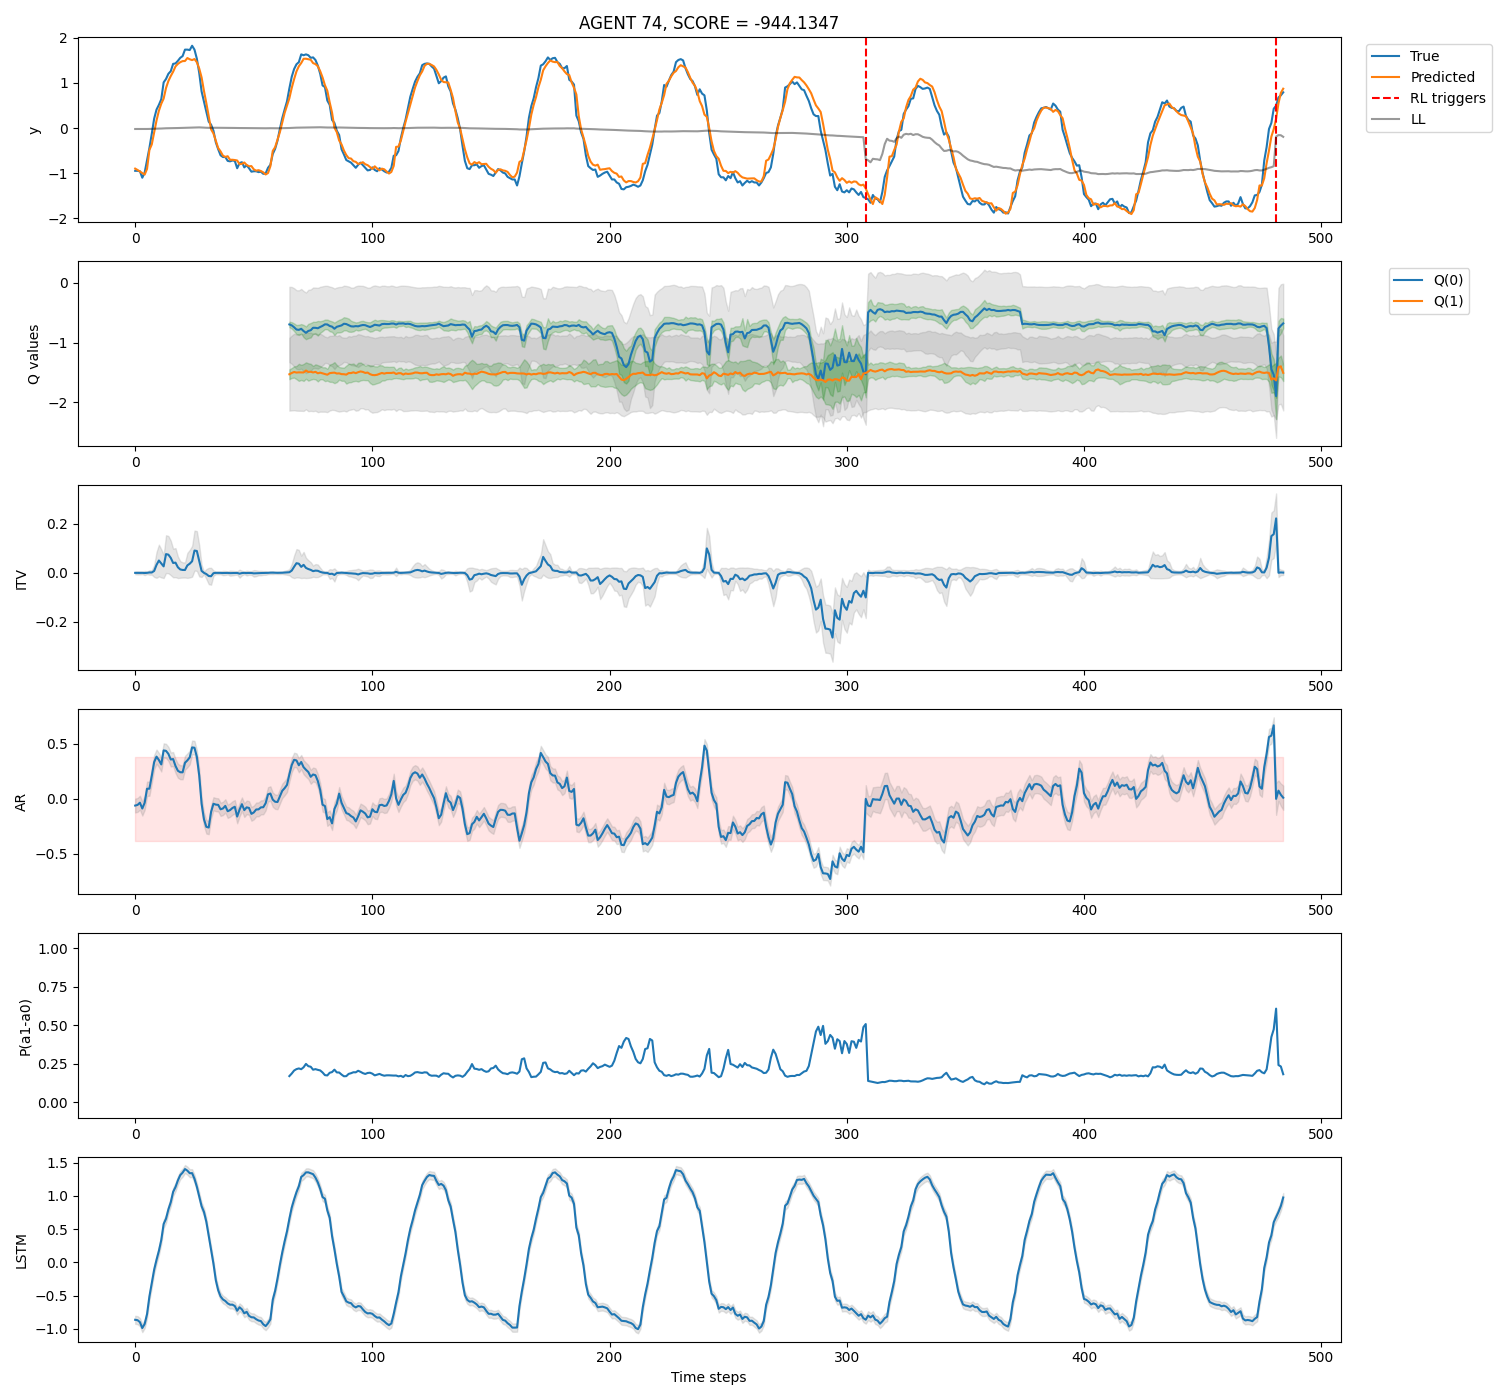 AGENT 74, SCORE = -944.1347
y
2
1
0
−1
−2
0 100 200 300 400 500
True
Predicted
RL triggers
LL
Q values
0
−1
−2
0 100 200 300 400 500
Q(0)
Q(1)
ITV
0.2
0.0
−0.2
0 100 200 300 400 500
AR
0.5
0.0
−0.5
0 100 200 300 400 500
P(a1-a0)
1.00
0.75
0.50
0.25
0.00
0 100 200 300 400 500
LSTM
1.5
1.0
0.5
0.0
−0.5
−1.0
0 100 200 300 400 500
Time steps